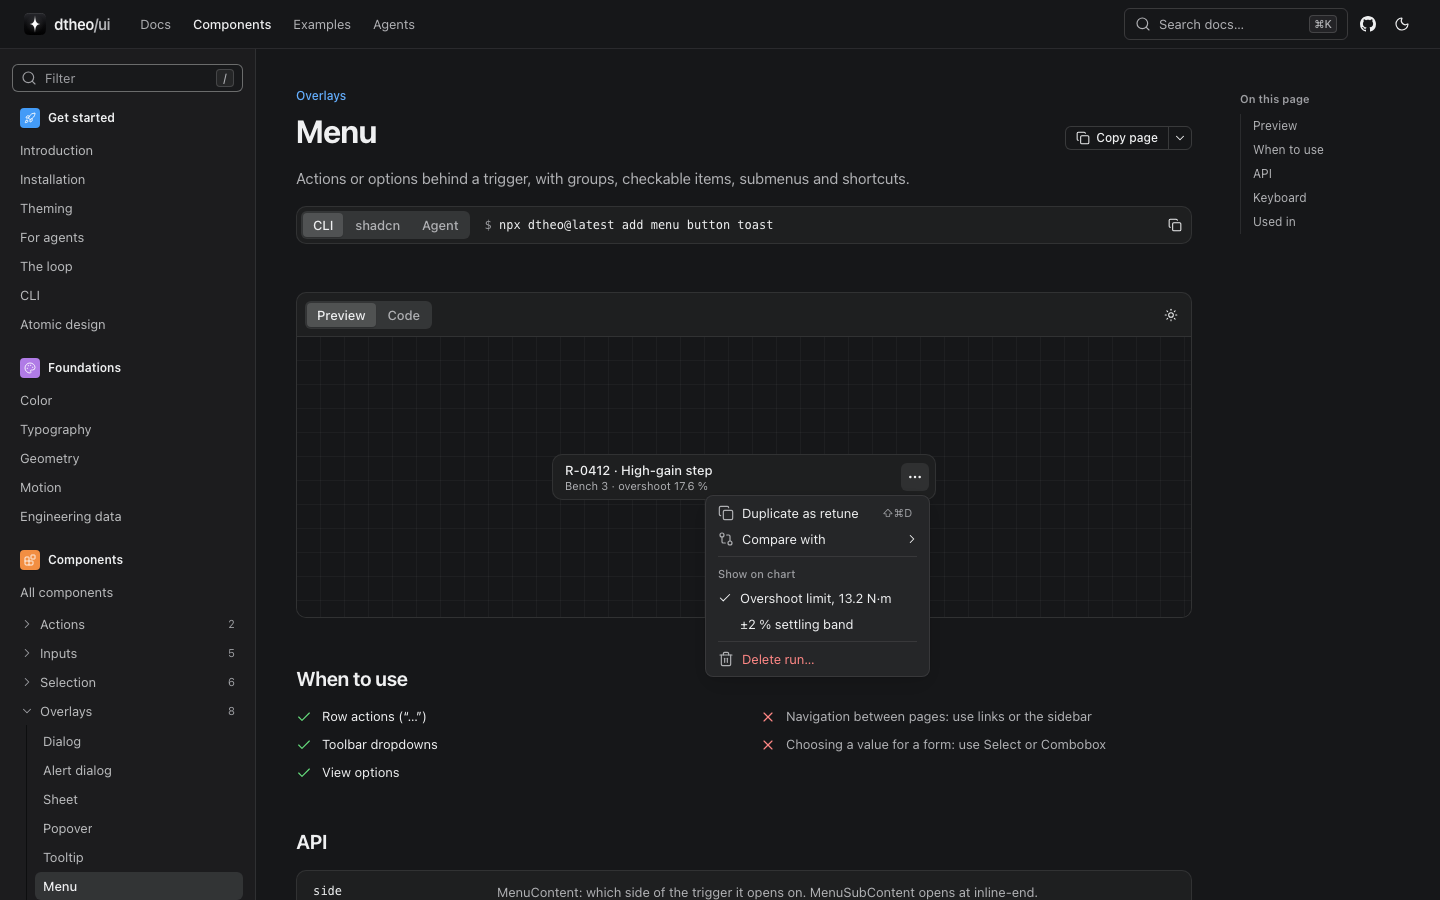 dtheo/ui
Docs
Components
Examples
Agents
Search docs...
⌘K
Filter
/
Get started
Introduction
Installation
Theming
For agents
The loop
CLI
Atomic design
Foundations
Color
Typography
Geometry
Motion
Engineering data
Components
All components
Actions 2
Inputs 5
Selection 6
Overlays 8
Dialog
Alert dialog
Sheet
Popover
Tooltip
Menu
Overlays
Menu
Copy page
Actions or options behind a trigger, with groups, checkable items, submenus and shortcuts.
CLI
shadcn
Agent
$ npx dtheo@latest add menu button toast
Preview
Code
R-0412 · High-gain step
Bench 3 · overshoot 17.6 %
Duplicate as retune ⇧⌘D
Compare with
Show on chart
Overshoot limit, 13.2 N·m
±2 % settling band
Delete run…
When to use
Row actions (“…”)
Toolbar dropdowns
View options
Navigation between pages: use links or the sidebar
Choosing a value for a form: use Select or Combobox
API
side
MenuContent: which side of the trigger it opens on. MenuSubContent opens at inline-end.
On this page
Preview
When to use
API
Keyboard
Used in